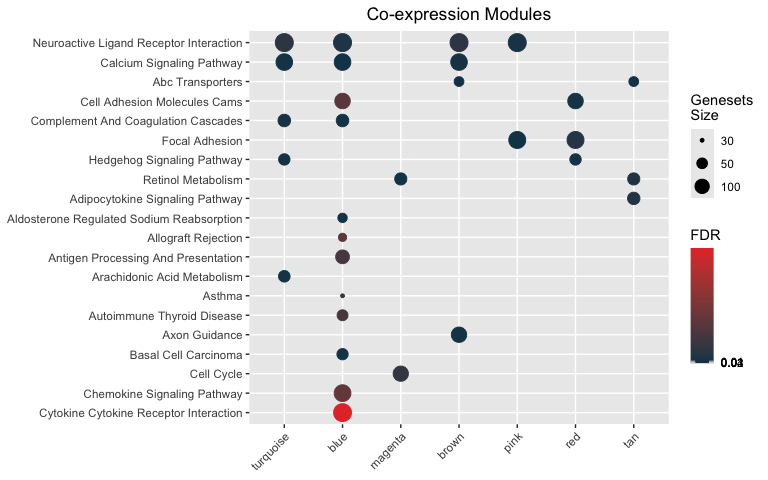 Co-expression Modules
Neuroactive Ligand Receptor Interaction
Calcium Signaling Pathway
Abc Transporters
Cell Adhesion Molecules Cams
Complement And Coagulation Cascades
Focal Adhesion
Hedgehog Signaling Pathway
Retinol Metabolism
Adipocytokine Signaling Pathway
Aldosterone Regulated Sodium Reabsorption
Allograft Rejection
Antigen Processing And Presentation
Arachidonic Acid Metabolism
Asthma
Autoimmune Thyroid Disease
Axon Guidance
Basal Cell Carcinoma
Cell Cycle
Chemokine Signaling Pathway
Cytokine Cytokine Receptor Interaction
turquoise
blue
magenta
brown
pink
red
tan
Genesets
Size
30
50
100
FDR